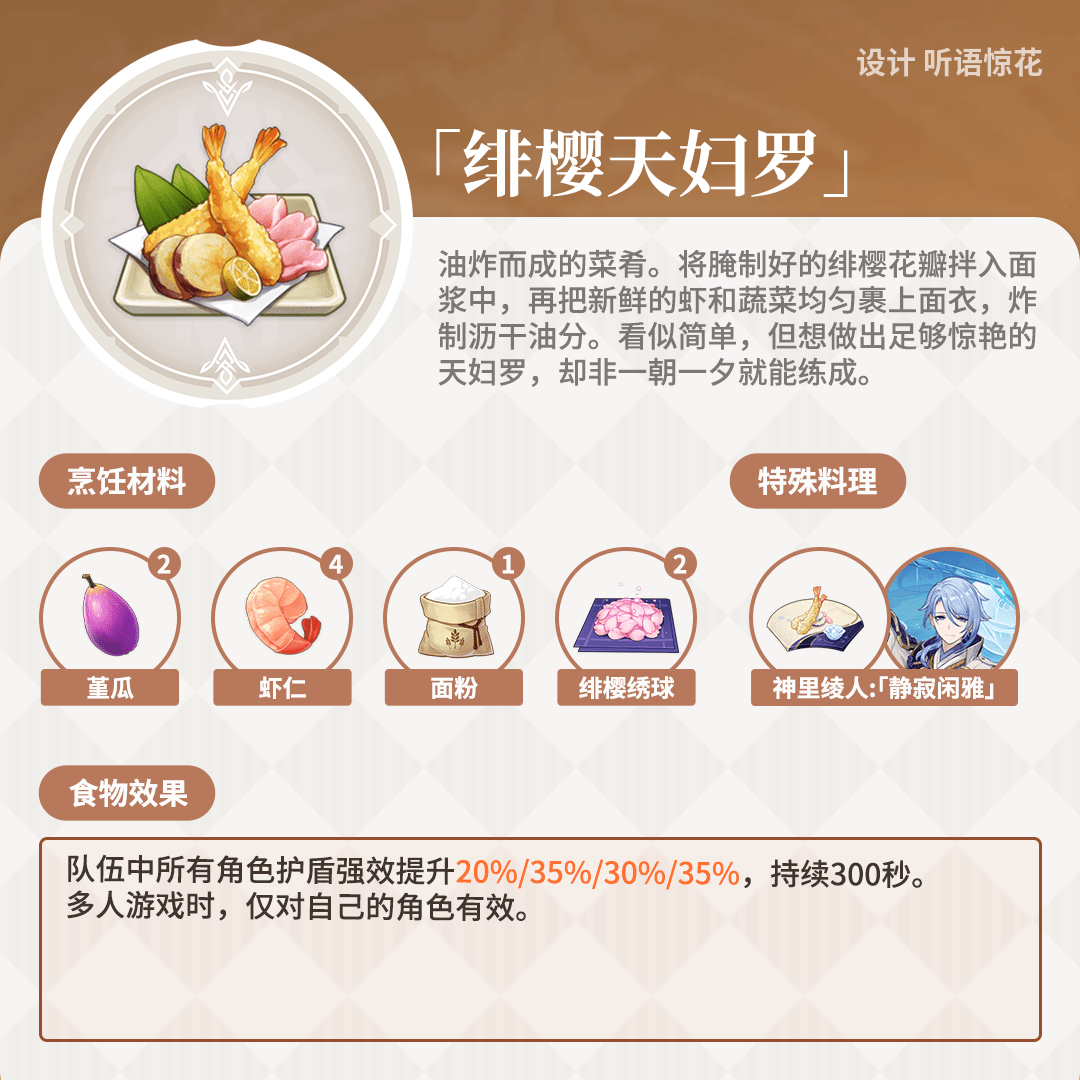 设计 听语惊花
「绯樱天妇罗」
油炸而成的菜肴。将腌制好的绯樱花瓣拌入面
浆中，再把新鲜的虾和蔬菜均匀裹上面衣，炸
制沥干油分。看似简单，但想做出足够惊艳的
天妇罗，却非一朝一夕就能练成。
烹饪材料
特殊料理
2
4
1
2
堇瓜
虾仁
面粉
绯樱绣球
神里绫人:「静寂闲雅」
食物效果
队伍中所有角色护盾强效提升20%/35%/30%/35%，持续300秒。
多人游戏时，仅对自己的角色有效。